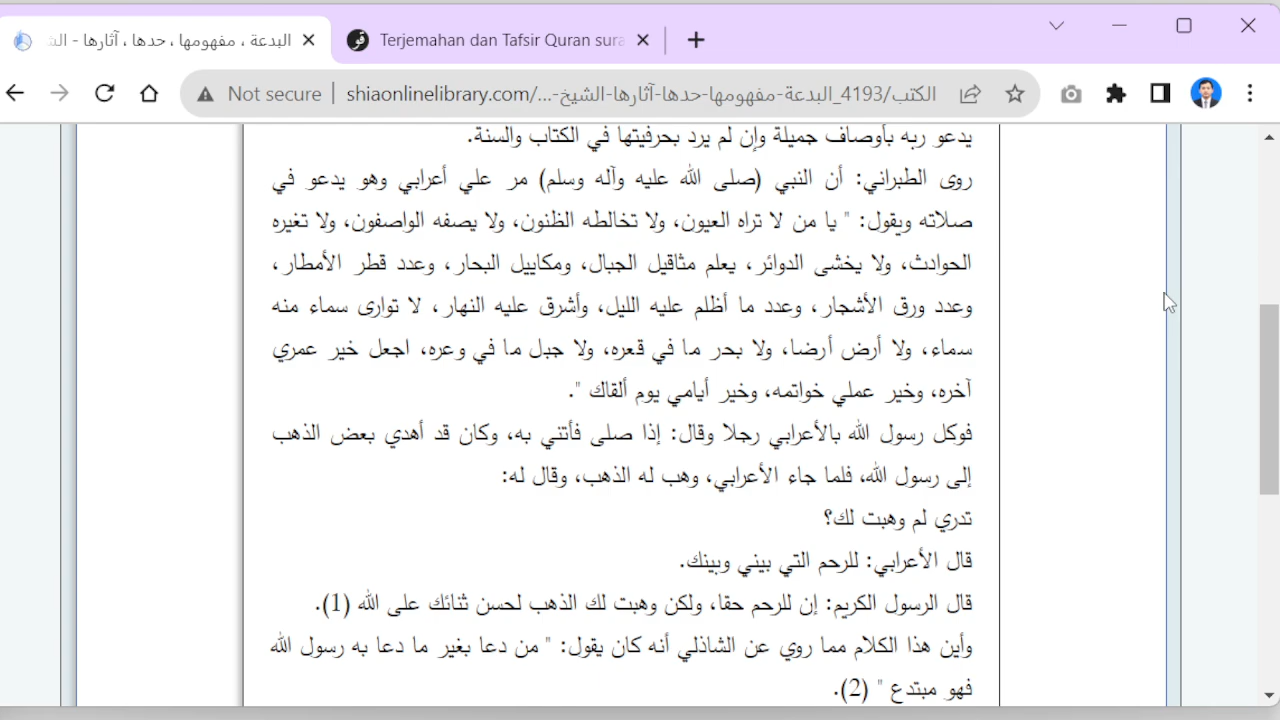 البدعة ، مفهومها ، حدها ، آثارها - الش
Terjemahan dan Tafsir Quran sura
Not secure | shiaonlinelibrary.com/...الكتب/4193_البدعة-مفهومها-حدها-آثارها-الشيخ-
يدعو ربه بأوصاف جميلة وإن لم يرد بحرفيتها في الكتاب والسنة.
روى الطبراني: أن النبي (صلى الله عليه وآله وسلم) مر علي أعرابي وهو يدعو في
صلاته ويقول: " يا من لا تراه العيون، ولا تخالطه الظنون، ولا يصفه الواصفون، ولا تغيره
الحوادث، ولا يخشى الدوائر، يعلم مثاقيل الجبال، ومكاييل البحار، وعدد قطر الأمطار،
وعدد ورق الأشجار، وعدد ما أظلم عليه الليل، وأشرق عليه النهار، لا توارى سماء منه
سماء، ولا أرض أرضا، ولا بحر ما في قعره، ولا جبل ما في وعره، اجعل خير عمري
آخره، وخير عملي خواتمه، وخير أيامي يوم ألقاك ".
فوكل رسول الله بالأعرابي رجلا وقال: إذا صلى فأتني به، وكان قد أهدي بعض الذهب
إلى رسول الله، فلما جاء الأعرابي، وهب له الذهب، وقال له:
تدري لم وهبت لك؟
قال الأعرابي: للرحم التي بيني وبينك.
قال الرسول الكريم: إن للرحم حقا، ولكن وهبت لك الذهب لحسن ثنائك على الله (1).
وأين هذا الكلام مما روي عن الشاذلي أنه كان يقول: " من دعا بغير ما دعا به رسول الله
فهو مبتدع " (2).